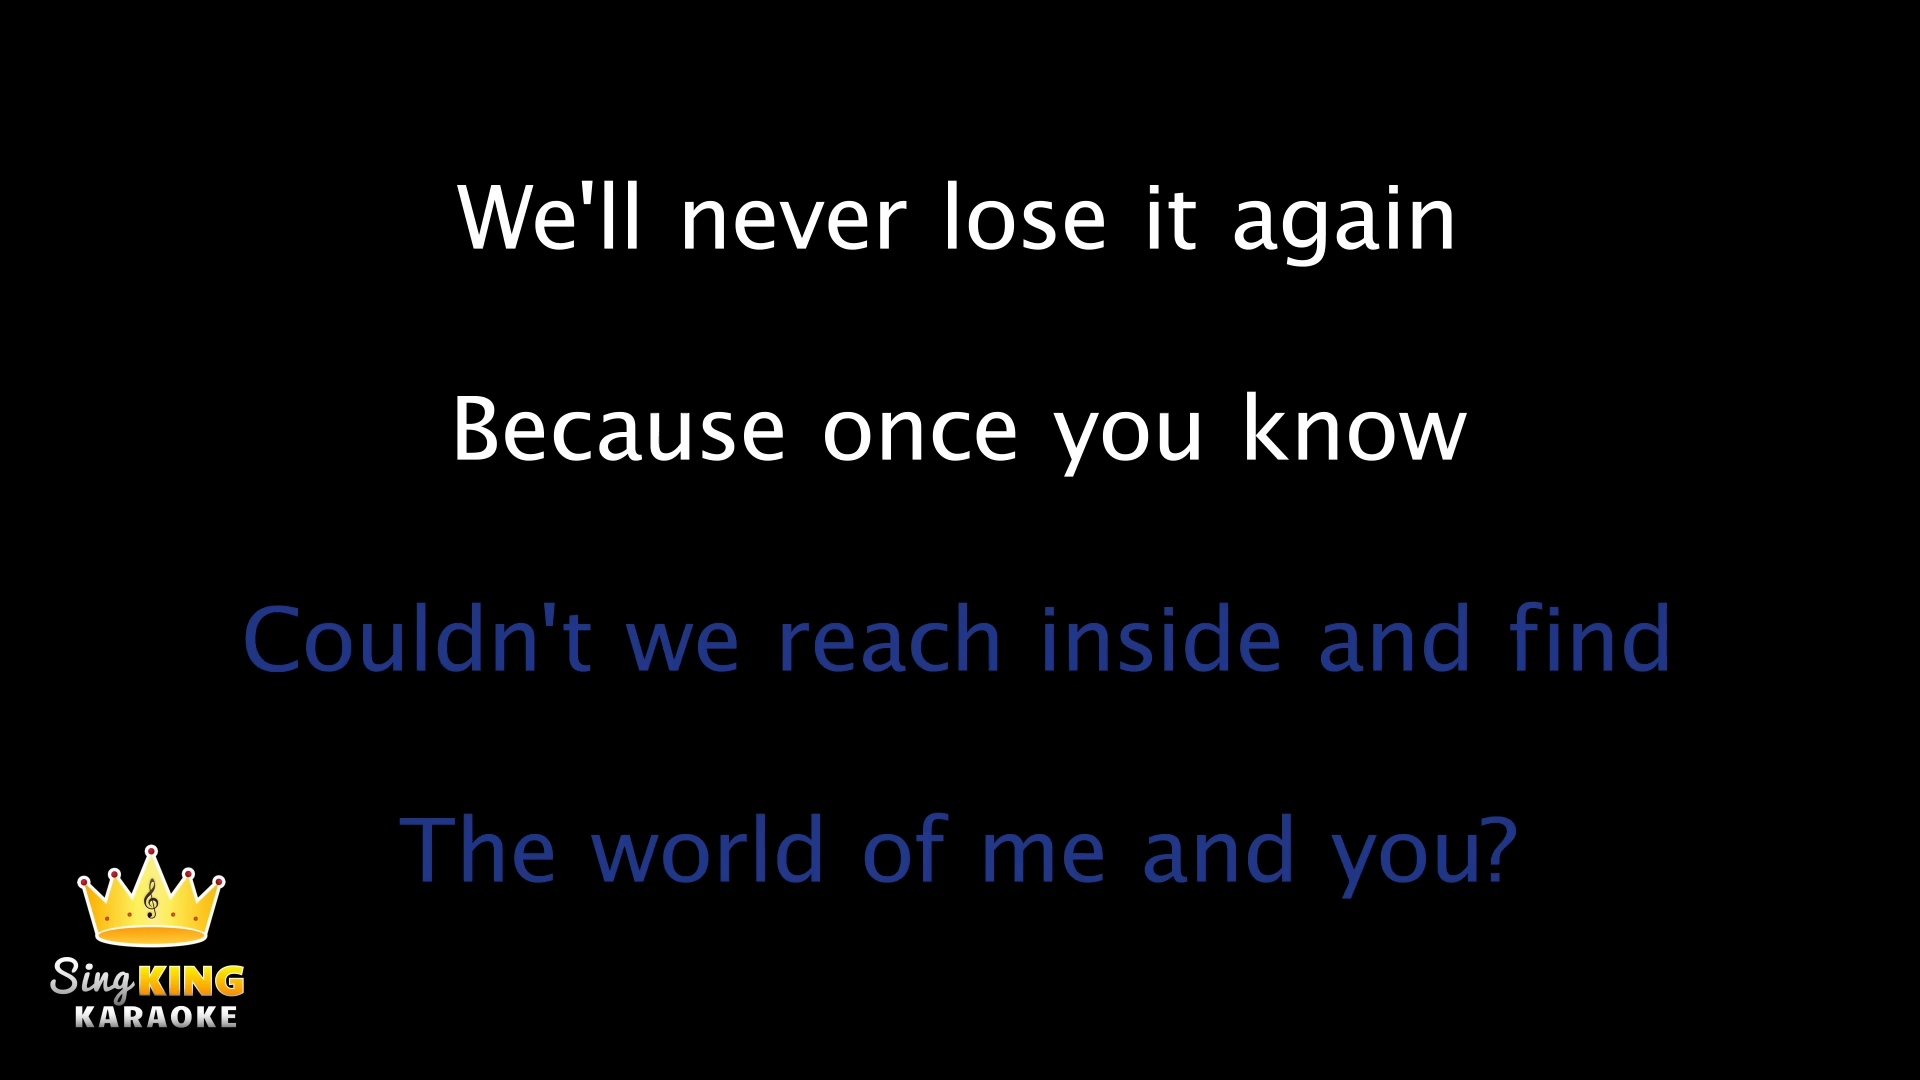 We'll never lose it again
Because once you know
Couldn't we reach inside and find
The world of me and you?
Sing KING
KARAOKE